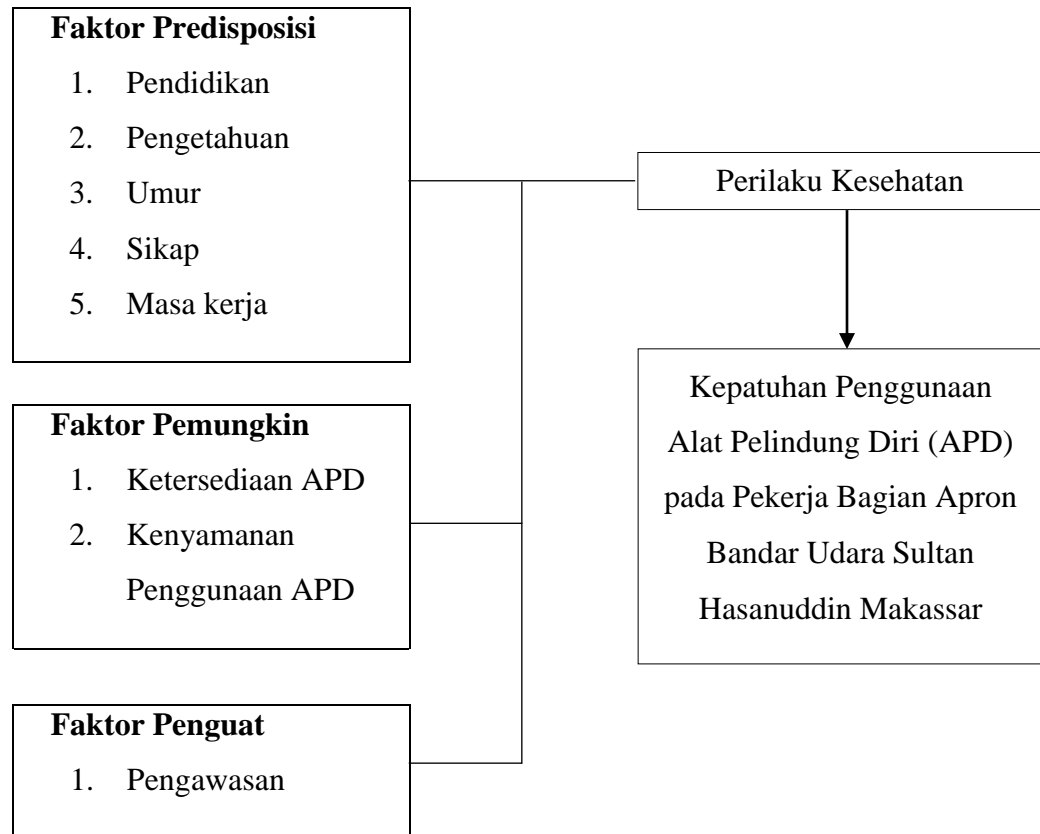 Faktor Predisposisi
1. Pendidikan
2. Pengetahuan
3. Umur
4. Sikap
5. Masa kerja
Faktor Pemungkin
1. Ketersediaan APD
2. Kenyamanan
Penggunaan APD
Faktor Penguat
1. Pengawasan
Perilaku Kesehatan
Kepatuhan Penggunaan
Alat Pelindung Diri (APD)
pada Pekerja Bagian Apron
Bandar Udara Sultan
Hasanuddin Makassar